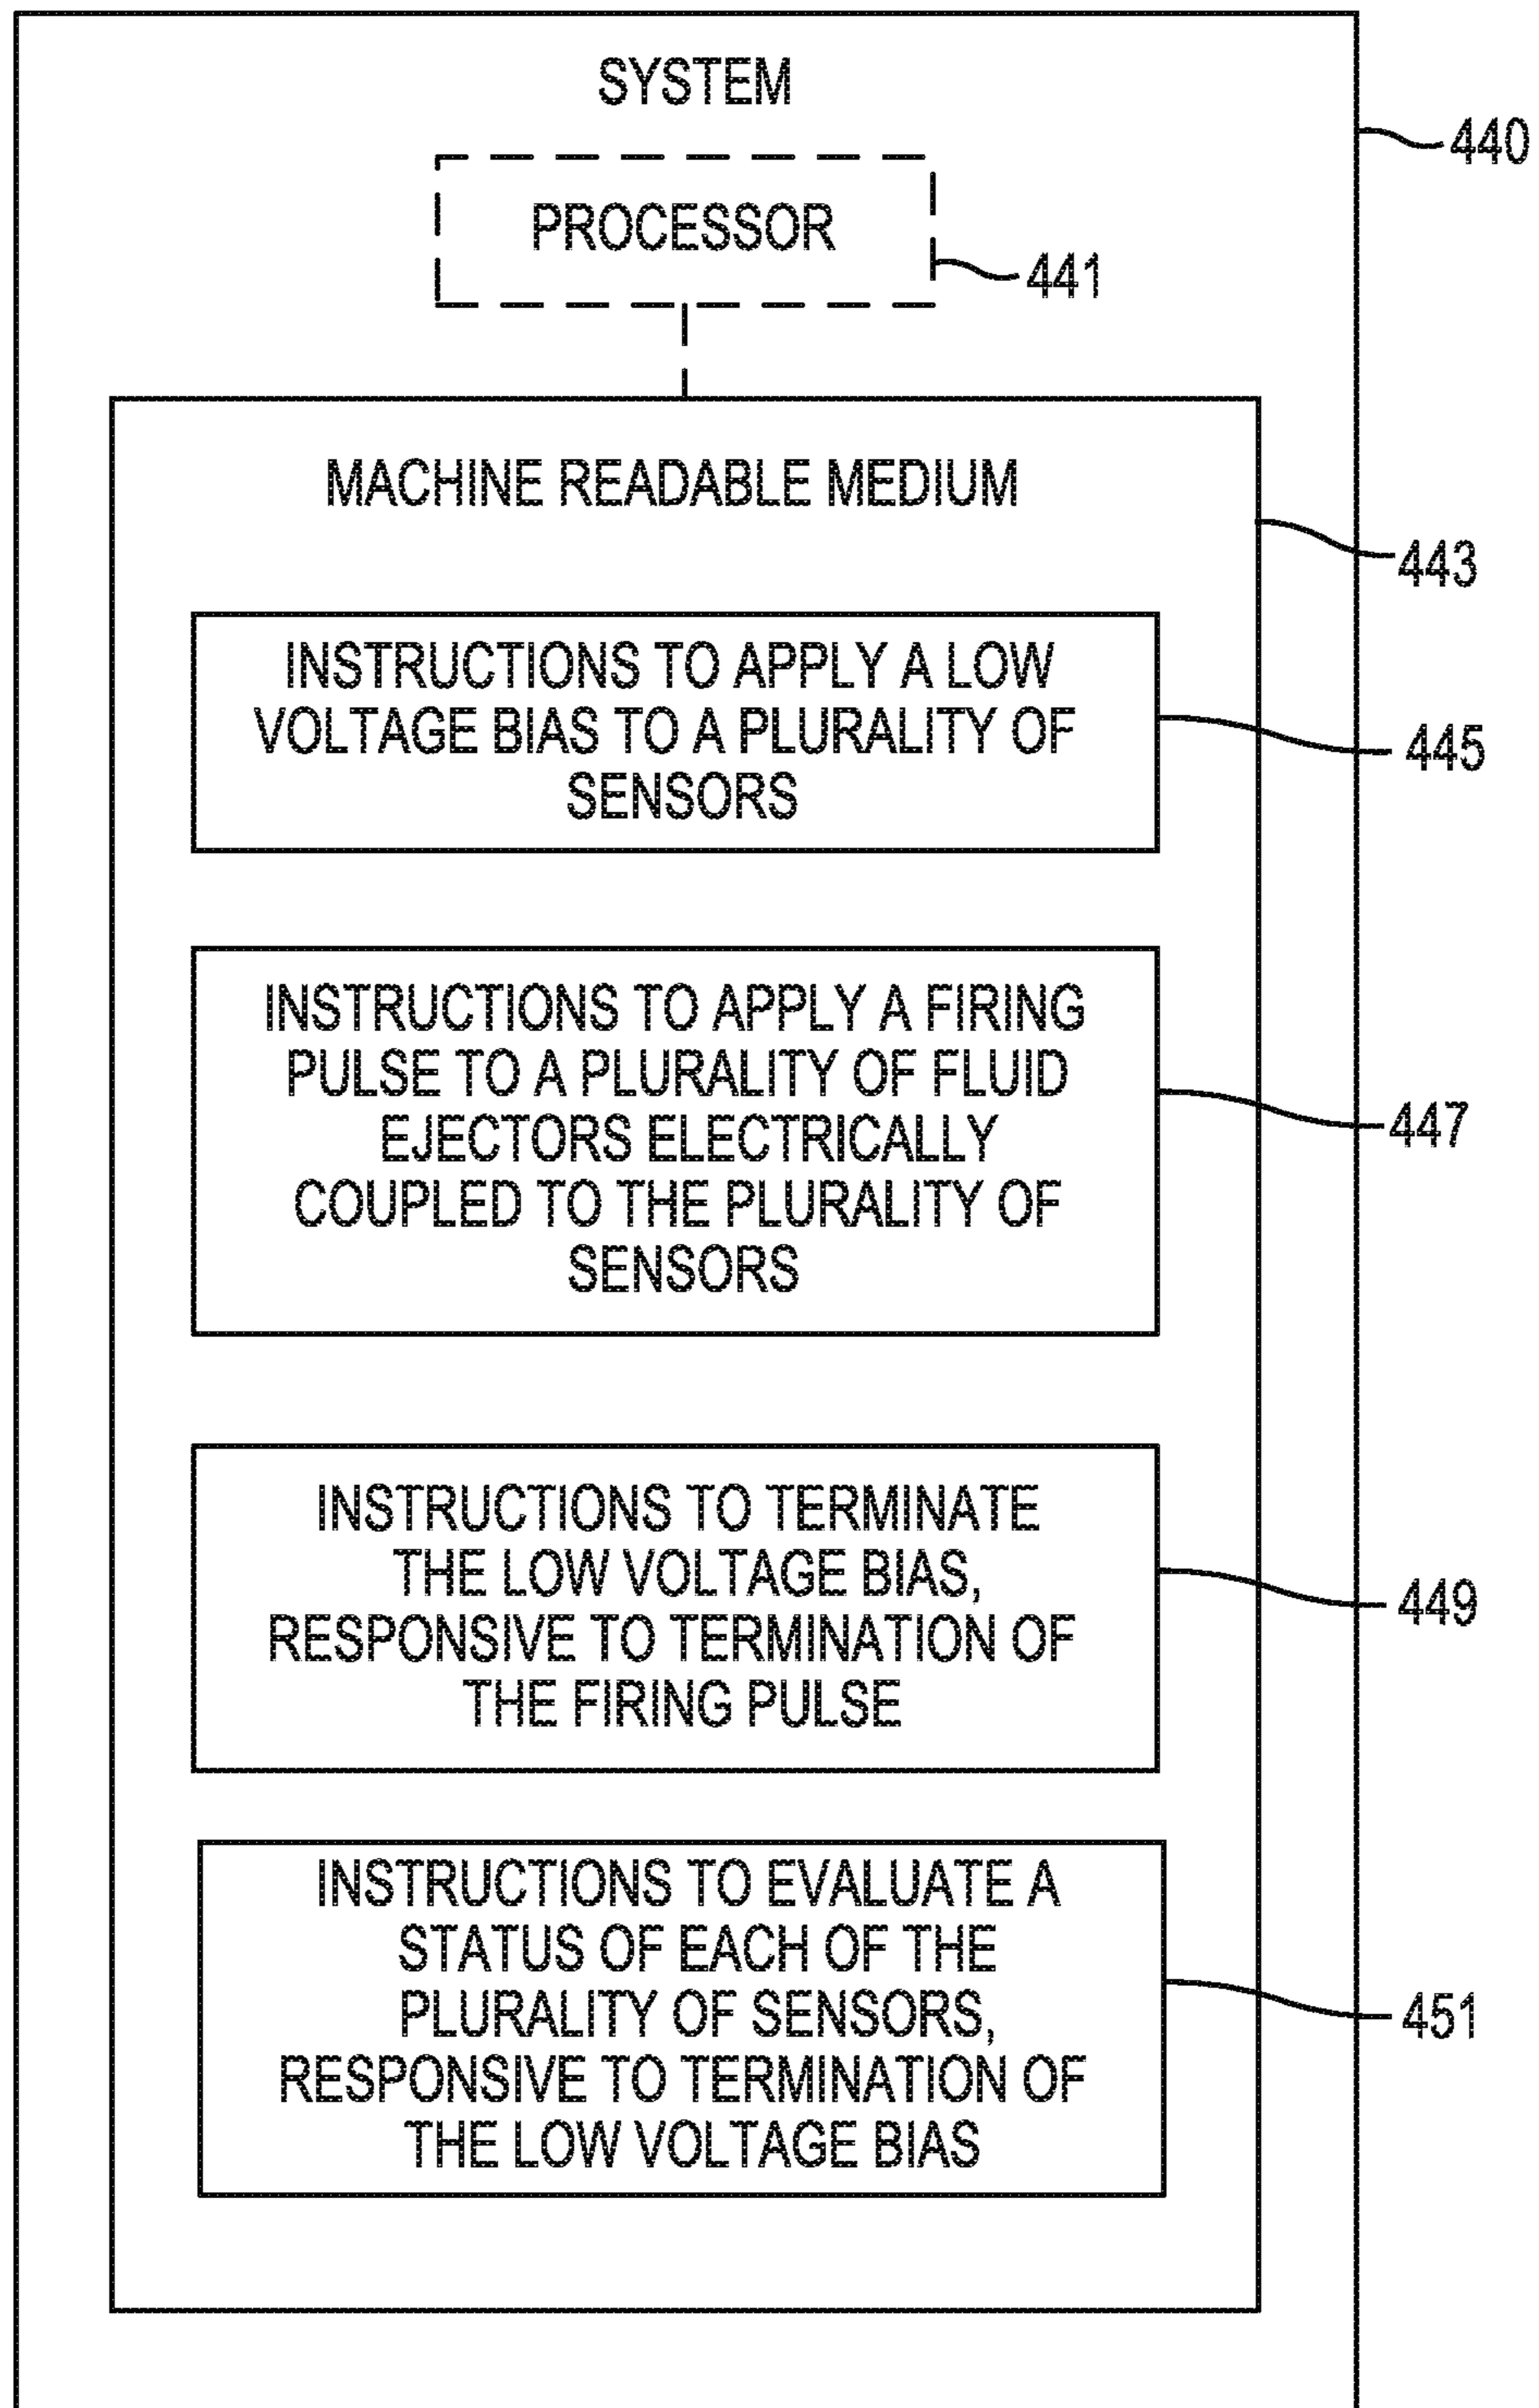 SYSTEM
440
PROCESSOR
441
MACHINE READABLE MEDIUM
443
INSTRUCTIONS TO APPLY A LOW
VOLTAGE BIAS TO A PLURALITY OF
SENSORS
445
INSTRUCTIONS TO APPLY A FIRING
PULSE TO A PLURALITY OF FLUID
EJECTORS ELECTRICALLY
COUPLED TO THE PLURALITY OF
SENSORS
447
INSTRUCTIONS TO TERMINATE
THE LOW VOLTAGE BIAS,
RESPONSIVE TO TERMINATION OF
THE FIRING PULSE
449
INSTRUCTIONS TO EVALUATE A
STATUS OF EACH OF THE
PLURALITY OF SENSORS,
RESPONSIVE TO TERMINATION OF
THE LOW VOLTAGE BIAS
451